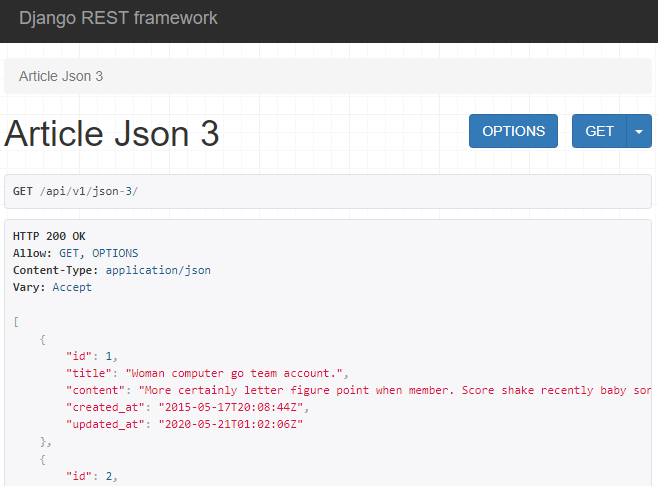 Django REST framework
Article Json 3
Article Json 3
OPTIONS
GET
GET /api/v1/json-3/
HTTP 200 OK
Allow: GET, OPTIONS
Content-Type: application/json
Vary: Accept
[
{
"id": 1,
"title": "Woman computer go team account.",
"content": "More certainly letter figure point when member. Score shake recently baby
"created_at": "2015-05-17T20:08:44Z",
"updated_at": "2020-05-21T01:02:06Z"
},
{
"id": 2,